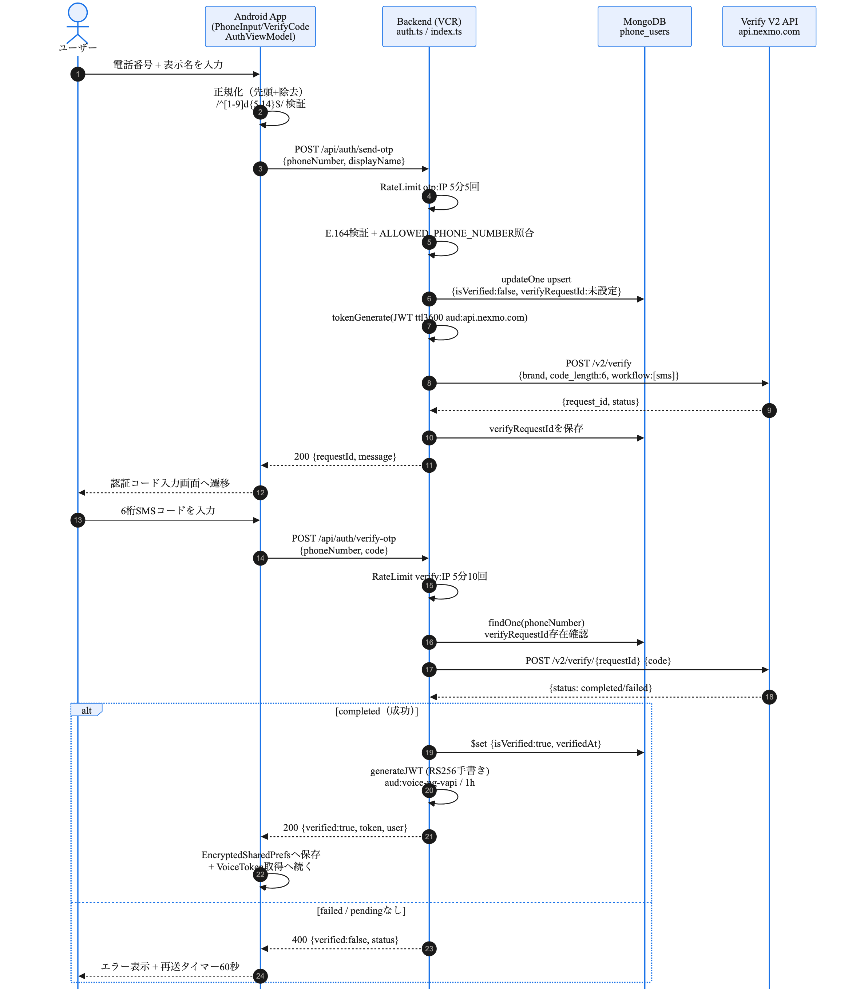 ユーザー
Android App
(PhoneInput/VerifyCode
AuthViewModel)
Backend (VCR)
auth.ts / index.ts
MongoDB
phone_users
Verify V2 API
api.nexmo.com
電話番号 + 表示名を入力
1
正規化（先頭+除去）
/^[1-9]d{5,14}$/ 検証
2
POST /api/auth/send-otp
{phoneNumber, displayName}
3
RateLimit otp:IP 5分5回
4
E.164検証 + ALLOWED_PHONE_NUMBER照合
5
updateOne upsert
{isVerified:false, verifyRequestId:未設定}
6
tokenGenerate(JWT ttl3600 aud:api.nexmo.com)
7
POST /v2/verify
{brand, code_length:6, workflow:[sms]}
8
{request_id, status}
9
verifyRequestIdを保存
10
200 {requestId, message}
11
認証コード入力画面へ遷移
12
6桁SMSコードを入力
13
POST /api/auth/verify-otp
{phoneNumber, code}
14
RateLimit verify:IP 5分10回
15
findOne(phoneNumber)
verifyRequestId存在確認
16
POST /v2/verify/{requestId} {code}
17
{status: completed/failed}
18
alt
[completed（成功）]
$set {isVerified:true, verifiedAt}
19
generateJWT (RS256手書き)
aud:voice-ng-vapi / 1h
20
200 {verified:true, token, user}
21
EncryptedSharedPrefsへ保存
+ VoiceToken取得へ続く
22
[failed / pendingなし]
400 {verified:false, status}
23
エラー表示 + 再送タイマー60秒
24